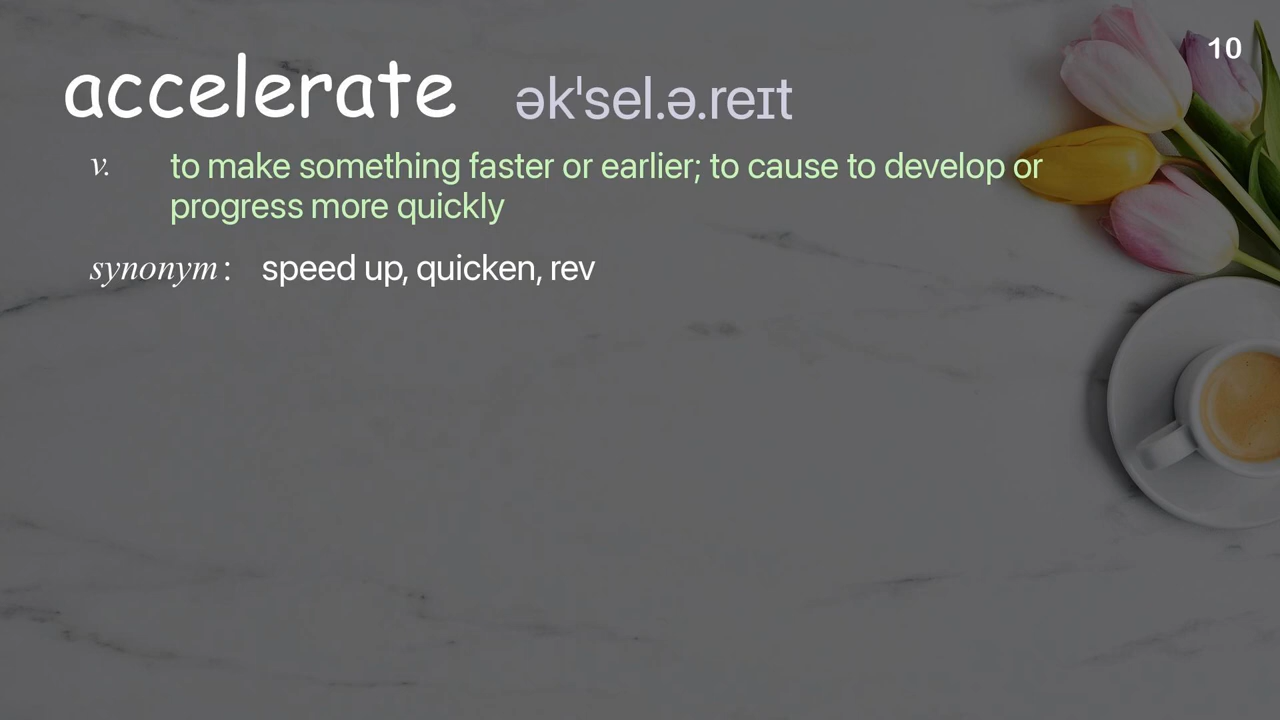 10
accelerate əkˈsel.ə.reɪt
v. to make something faster or earlier; to cause to develop or
progress more quickly
synonym: speed up, quicken, rev